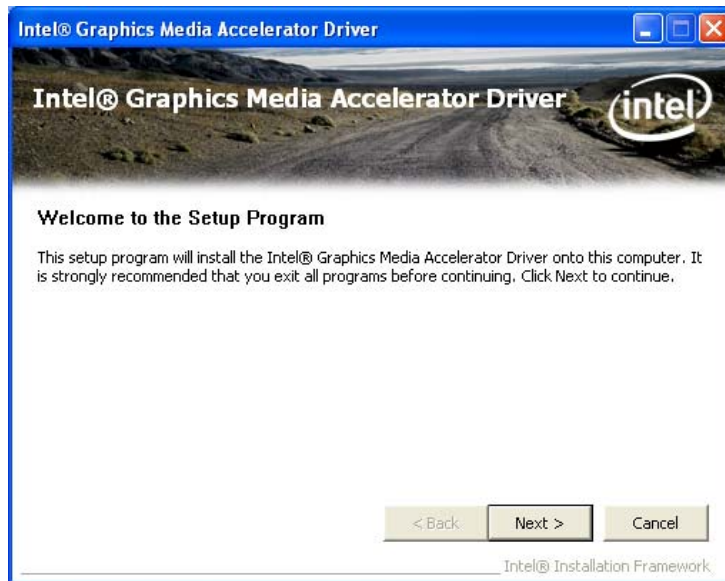 Intel® Graphics Media Accelerator Driver
Intel® Graphics Media Accelerator Driver
intel
Welcome to the Setup Program
This setup program will install the Intel® Graphics Media Accelerator Driver onto this computer. It
is strongly recommended that you exit all programs before continuing. Click Next to continue.
< Back Next > Cancel
Intel® Installation Framework